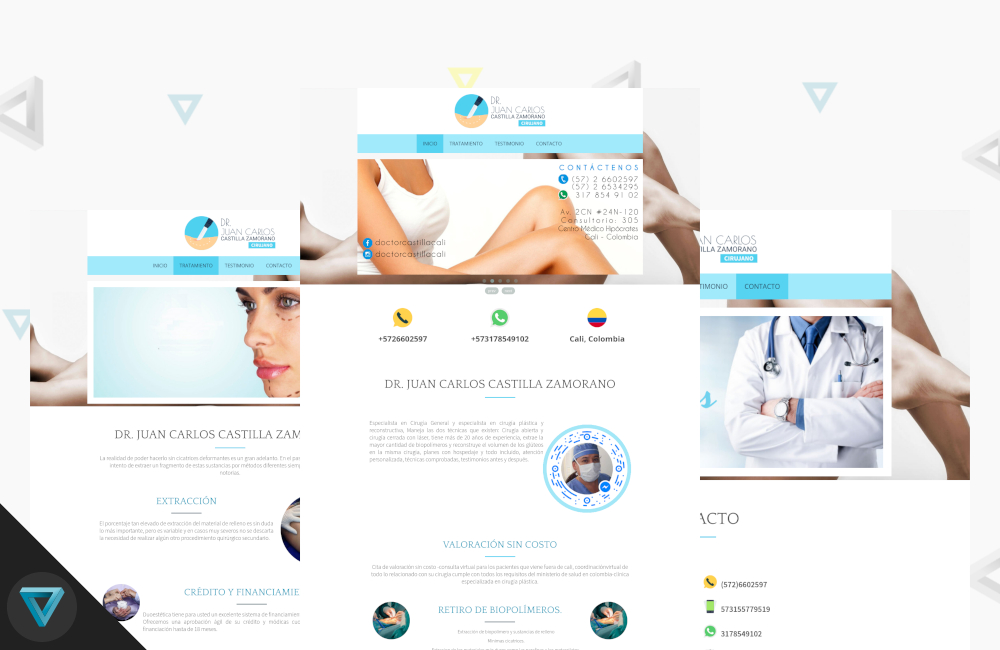 DR.
JUAN CARLOS
CASTILLA ZAMORANO
CIRUJANO
INICIO TRATAMIENTO TESTIMONIO CONTACTO
CONTÁCTENOS
(57) 2 6602597
(57) 2 6534295
317 854 91 02
Av. 2CN #24N-120
Consultorio: 305
Centro Médico Hipócrates
Cali - Colombia
doctorcastillacali
doctorcastillacali
+5726602597 +573178549102 Cali, Colombia
DR. JUAN CARLOS CASTILLA ZAMORANO
Especialista en Cirugía General y especialista en cirugía plástica y
reconstructiva, Maneja las dos técnicas que existen: Cirugía abierta y
cirugía cerrada con láser, tiene más de 20 años de experiencia, extrae la
mayor cantidad de biopolímeros y reconstruye el volumen de los glúteos
en la misma cirugía, planes con hospedaje y todo incluido, atención
personalizada, técnicas comprobadas, testimonios antes y después.
VALORACIÓN SIN COSTO
Cita de valoración sin costo -consulta virtual para los pacientes que viene fuera de cali, coordinación virtual de
todo lo relacionado con su cirugía cumple con todos los requisitos del ministerio de salud en colombia-clínica
especializada en cirugía plástica.
RETIRO DE BIOPOLÍMEROS.
Extracción de biopolímero y sustancias de relleno.
Mínimas cicatrices.
DR.
JUAN CARLOS
CASTILLA ZAMORANO
CIRUJANO
INICIO TRATAMIENTO TESTIMONIO CONTACTO
DR. JUAN CARLOS CASTILLA ZAM
La realidad de poder hacerlo sin cicatrices deformantes es un gran adelanto. En el pa
intento de extraer un fragmento de estas sustancias por métodos diferentes siemp
notorias.
EXTRACCIÓN
El porcentaje tan elevado de extracción del material de relleno es sin duda
lo más importante, pero es variable y en casos muy severos no se descarta
la necesidad de realizar algún otro procedimiento quirúrgico secundario.
CRÉDITO Y FINANCIAMIE
Duoestética tiene para usted un excelente sistema de financiamien
Ofrecemos una aprobación ágil de su crédito y módicas cuo
financiación hasta de 18 meses.
AN CARLOS
ILLA ZAMORANO
CIRUJANO
TIMONIO CONTACTO
s
ACTO
(572)6602597
573155779519
3178549102